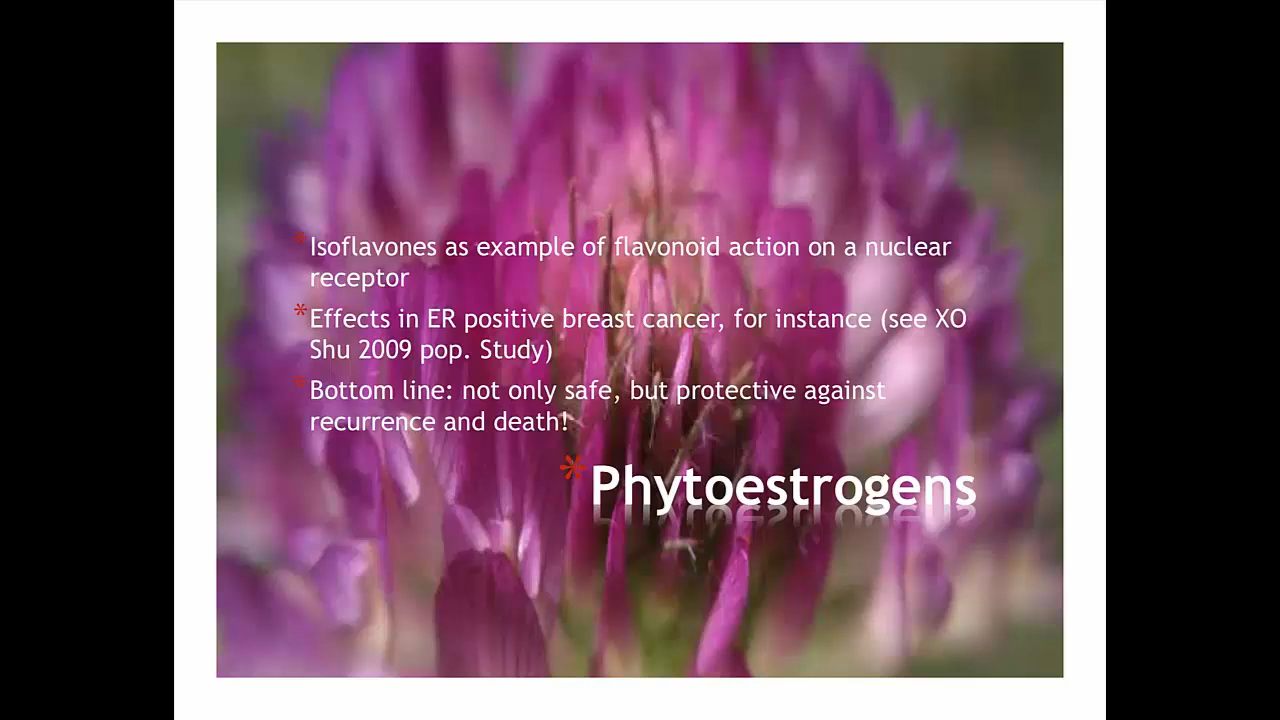 * Isoflavones as example of flavonoid action on a nuclear
receptor
* Effects in ER positive breast cancer, for instance (see XO
Shu 2009 pop. Study)
* Bottom line: not only safe, but protective against
recurrence and death!
* Phytoestrogens